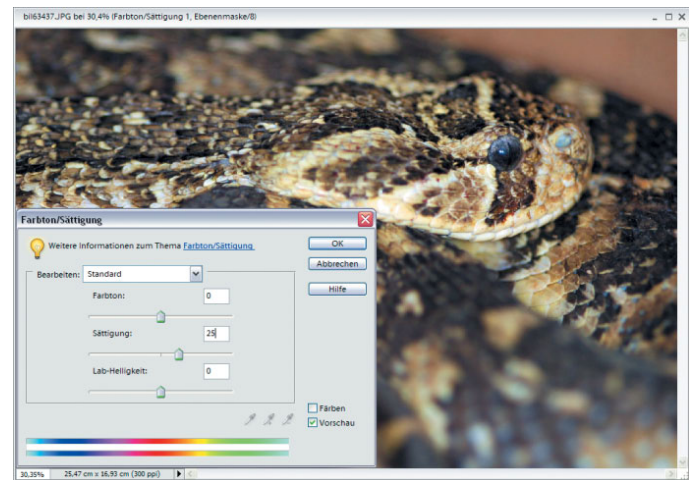 bil63437.JPG bei 30,4% (Farbton/Sättigung 1, Ebenenmaske/8)
Farbton/Sättigung
Weitere Informationen zum Thema Farbton/Sättigung
OK
Abbrechen
Bearbeiten: Standard
Hilfe
Farbton: 0
Sättigung: 25
Lab-Helligkeit: 0
Färben
Vorschau
30,35% 25,47 cm x 16,93 cm (300 ppi)